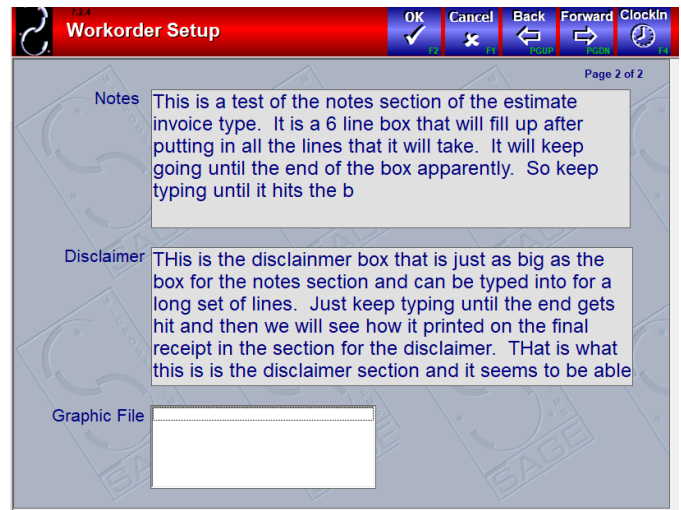 7.2.4
Workorder Setup
OK Cancel Back Forward ClockIn
F2 F1 PGUP PGDN F4
Page 2 of 2
Notes
This is a test of the notes section of the estimate
invoice type. It is a 6 line box that will fill up after
putting in all the lines that it will take. It will keep
going until the end of the box apparently. So keep
typing until it hits the b
Disclaimer
THis is the disclainmer box that is just as big as the
box for the notes section and can be typed into for a
long set of lines. Just keep typing until the end gets
hit and then we will see how it printed on the final
receipt in the section for the disclaimer. THat is what
this is is the disclaimer section and it seems to be able
Graphic File
SAGE
SAGE